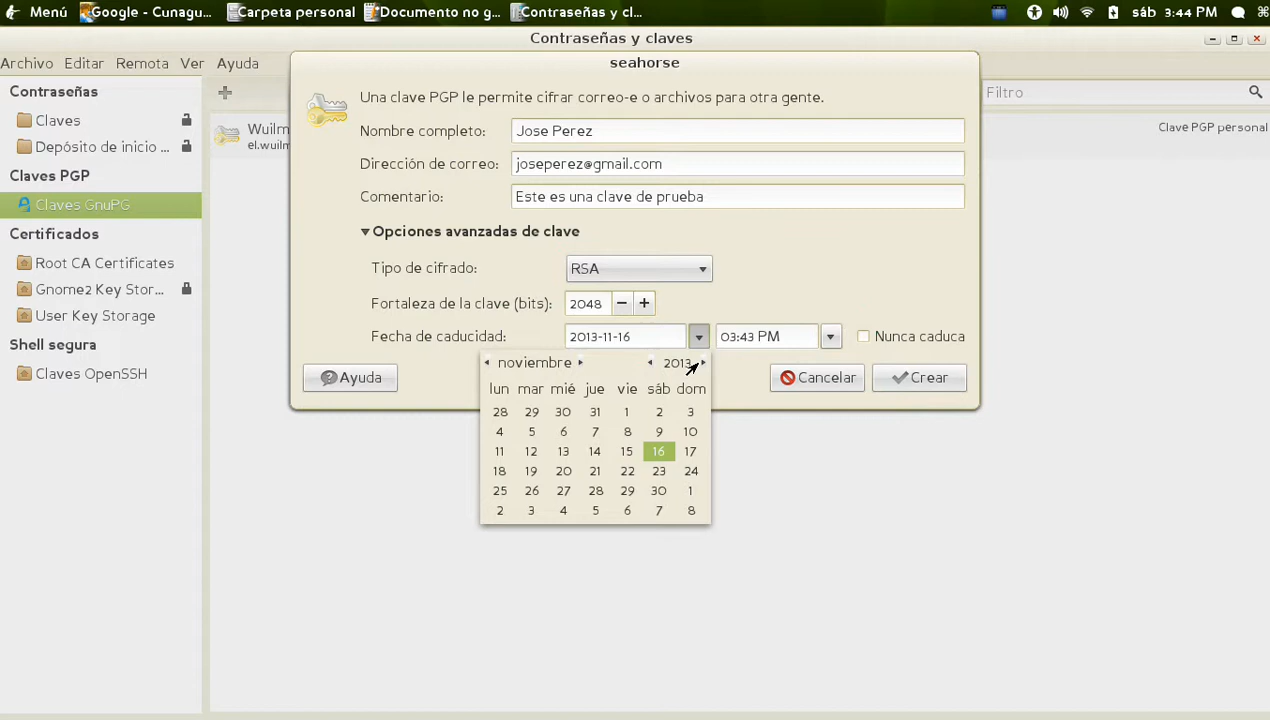 Menú Google - Cunagu... Carpeta personal Documento no g... Contraseñas y cl... sáb 3:44 PM
Contraseñas y claves
Archivo Editar Remota Ver Ayuda
seahorse
Contraseñas
Claves
Depósito de inicio ...
Claves PGP
Claves GnuPG
Certificados
Root CA Certificates
Gnome2 Key Stor...
User Key Storage
Shell segura
Claves OpenSSH
Filtro
Wuilm
el.wuilm
Clave PGP personal
Una clave PGP le permite cifrar correo-e o archivos para otra gente.
Nombre completo: Jose Perez
Dirección de correo: joseperez@gmail.com
Comentario: Este es una clave de prueba
Opciones avanzadas de clave
Tipo de cifrado: RSA
Fortaleza de la clave (bits): 2048
Fecha de caducidad: 2013-11-16 03:43 PM Nunca caduca
Ayuda Cancelar Crear
noviembre 2013
lun mar mié jue vie sáb dom
28 29 30 31 1 2 3
4 5 6 7 8 9 10
11 12 13 14 15 16 17
18 19 20 21 22 23 24
25 26 27 28 29 30 1
2 3 4 5 6 7 8